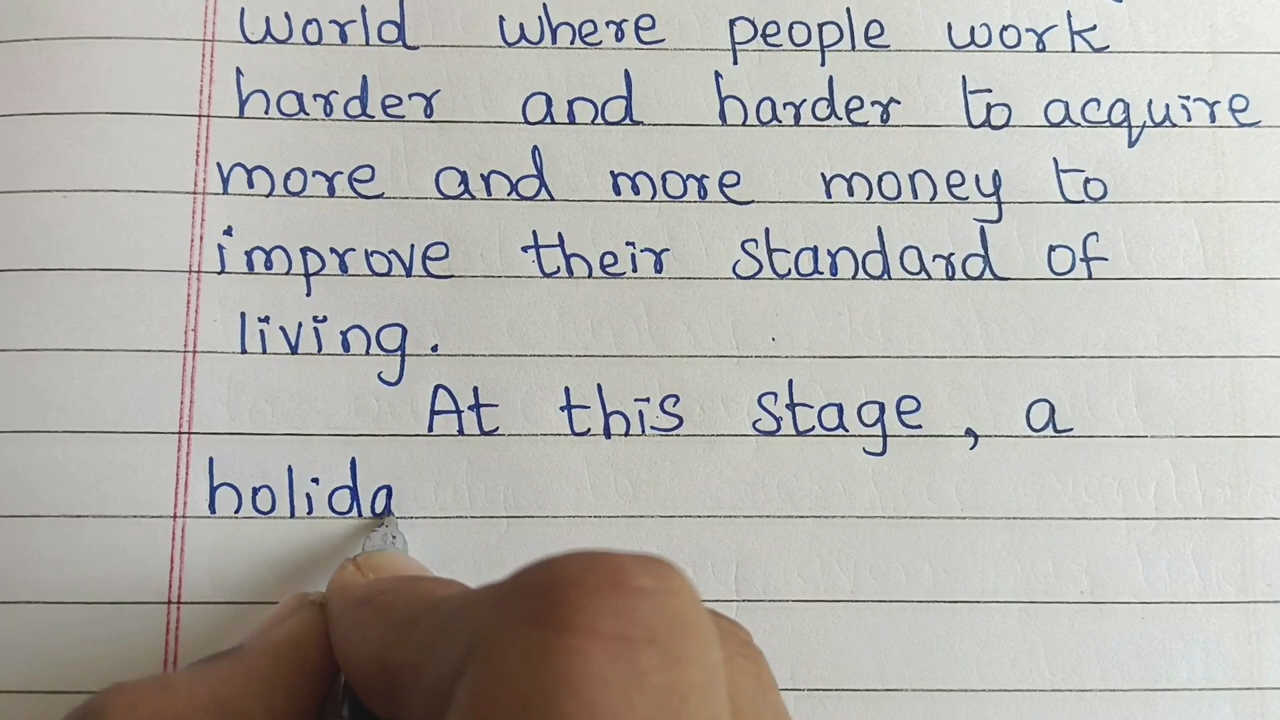 World where people work
harder and harder to acquire
more and more money to
improve their standard of
living.
At this stage, a
holida